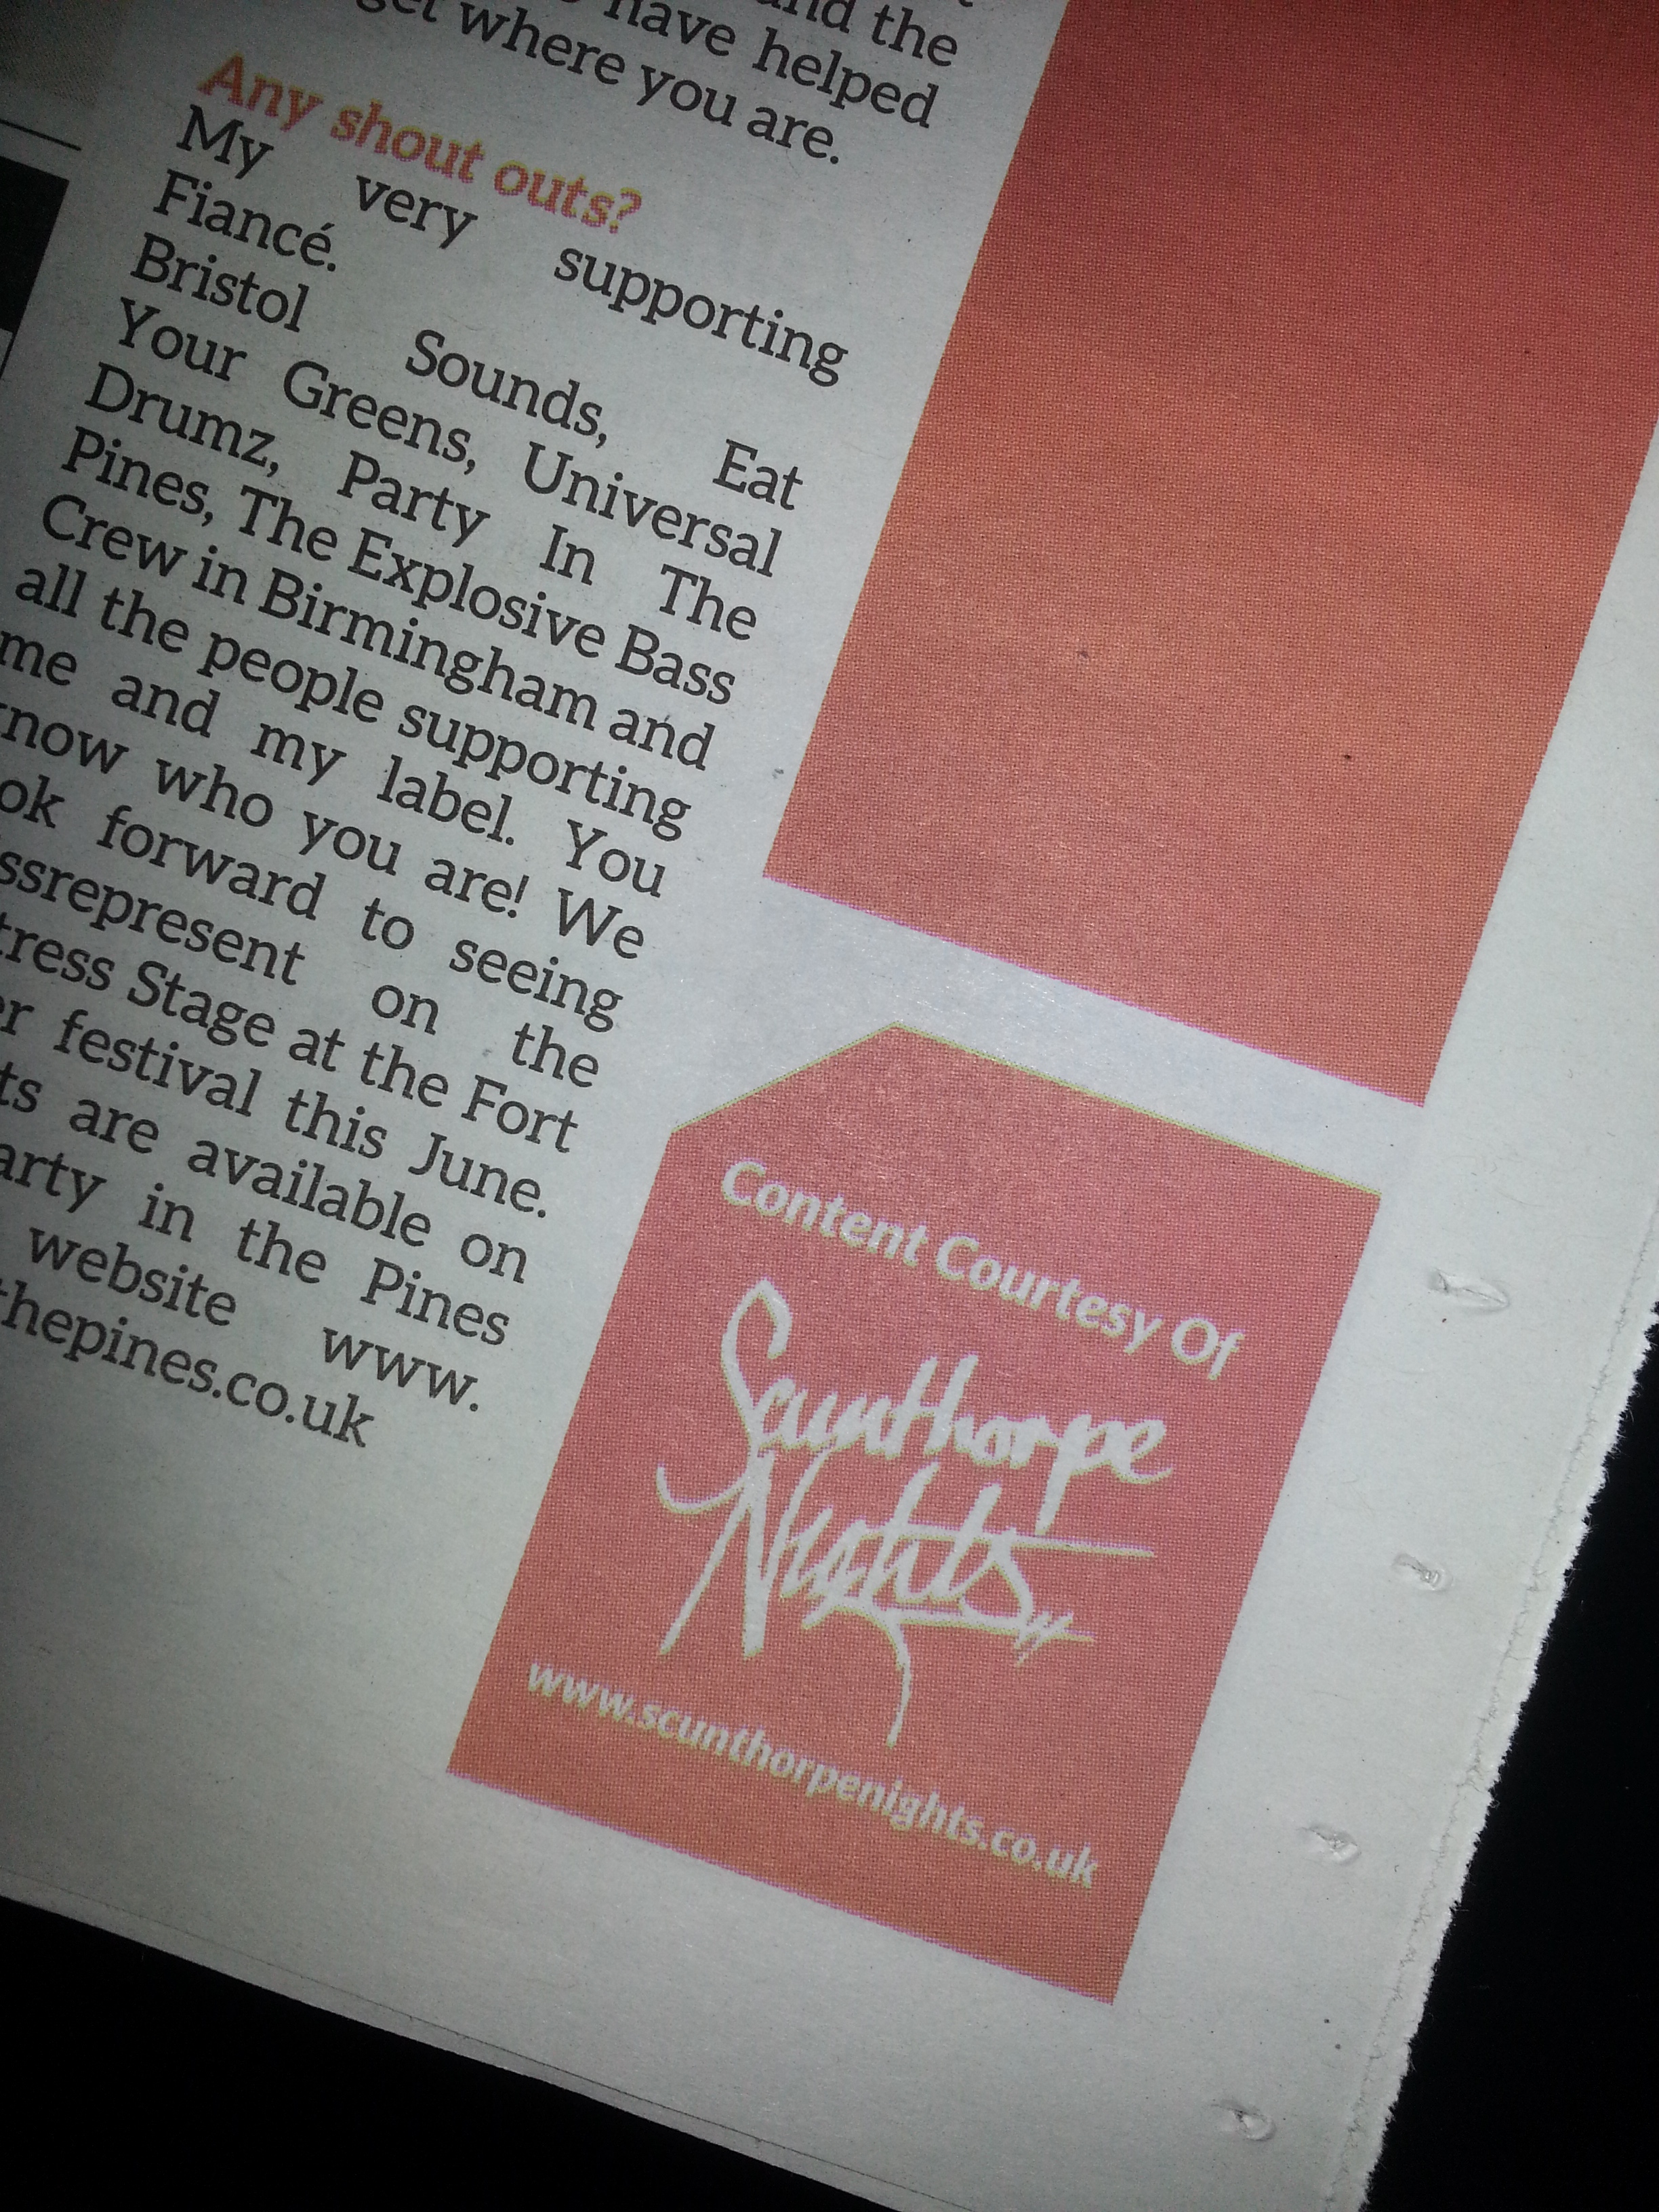 and the
have helped
get where you are.
Any shout outs?
My very supporting
Fiancé.
Bristol Sounds, Eat
Your Greens, Universal
Drumz, Party In The
Pines, The Explosive Bass
Crew in Birmingham and
all the people supporting
me and my label. You
now who you are! We
ok forward to seeing
ssrepresent on the
tress Stage at the Fort
er festival this June.
ts are available on
arty in the Pines
website www.
thepines.co.uk
Content Courtesy Of
Scunthorpe
Nights
www.scunthorpenights.co.uk